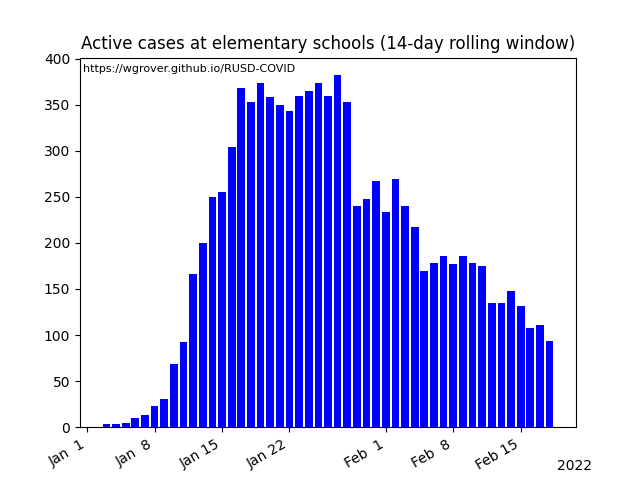 Active cases at elementary schools (14-day rolling window)
https://wgrover.github.io/RUSD-COVID
400
350
300
250
200
150
100
50
0
Jan 1
Jan 8
Jan 15
Jan 22
Feb 1
Feb 8
Feb 15
2022